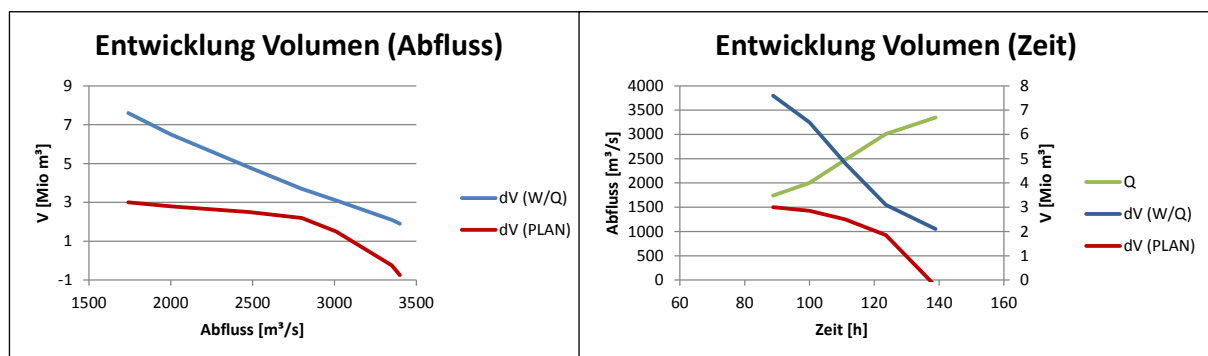 Entwicklung Volumen (Abfluss)
V [Mio m³]
9
7
5
3
1
-1
1500 2000 2500 3000 3500
Abfluss [m³/s]
dV (W/Q)
dV (PLAN)
Entwicklung Volumen (Zeit)
Abfluss [m³/s]
4000
3500
3000
2500
2000
1500
1000
500
0
8
7
6
5
4
3
2
1
0
V [Mio m³]
60 80 100 120 140 160
Zeit [h]
Q
dV (W/Q)
dV (PLAN)